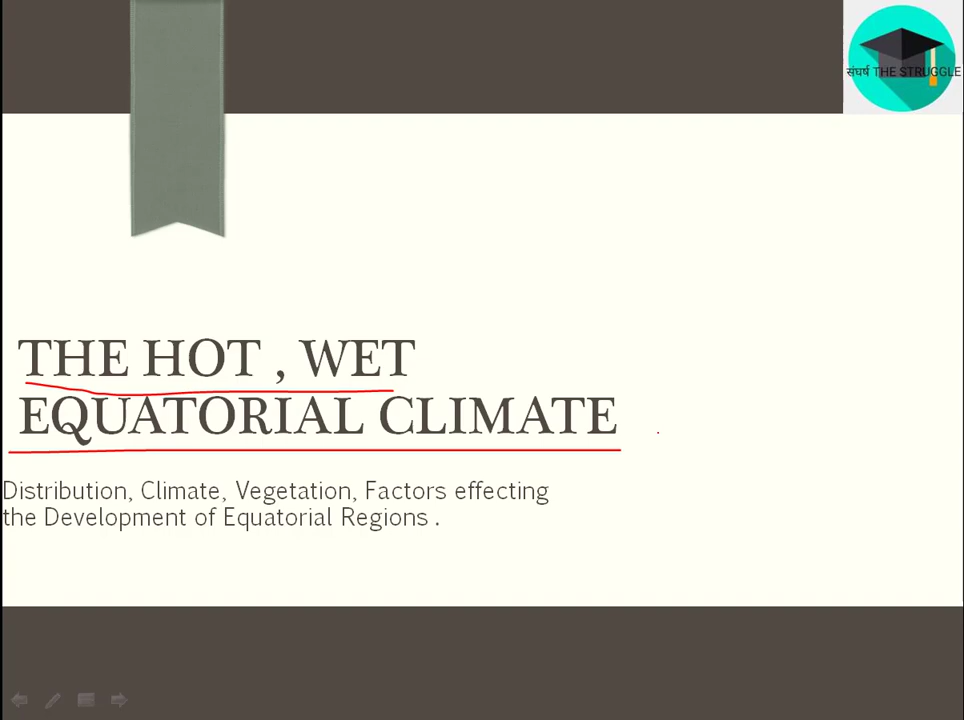 संघर्ष THE STRUGGLE
THE HOT , WET
EQUATORIAL CLIMATE
Distribution, Climate, Vegetation, Factors effecting
the Development of Equatorial Regions .